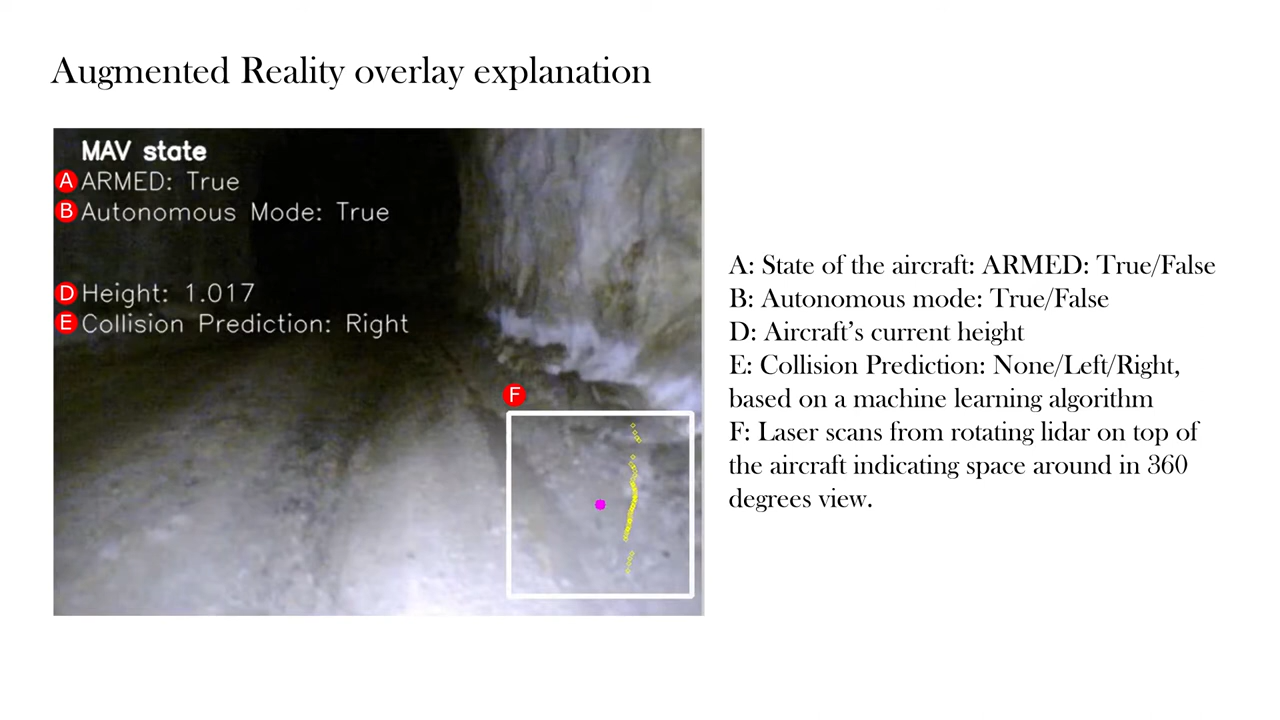 Augmented Reality overlay explanation
MAV state
A ARMED: True
B Autonomous Mode: True
D Height: 1.017
E Collision Prediction: Right
F
A: State of the aircraft: ARMED: True/False
B: Autonomous mode: True/False
D: Aircraft’s current height
E: Collision Prediction: None/Left/Right,
based on a machine learning algorithm
F: Laser scans from rotating lidar on top of
the aircraft indicating space around in 360
degrees view.